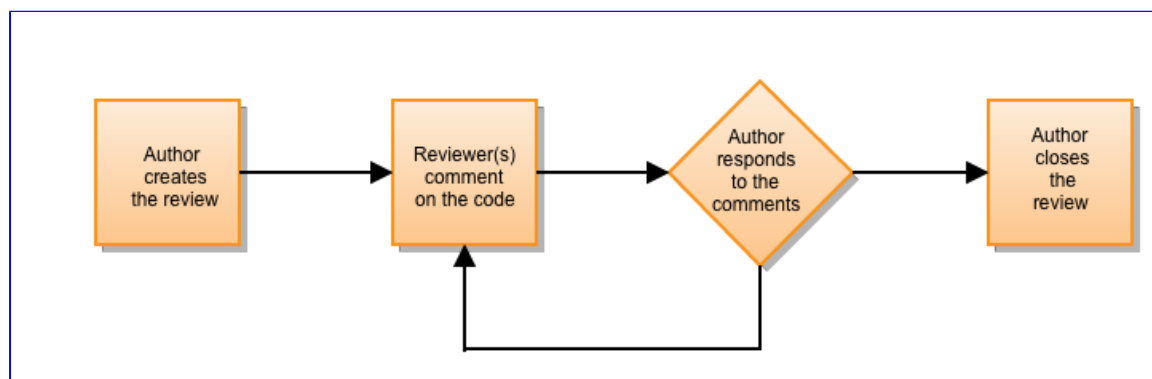 Author
creates
the review
Reviewer(s)
comment
on the code
Author
responds
to the
comments
Author
closes
the
review